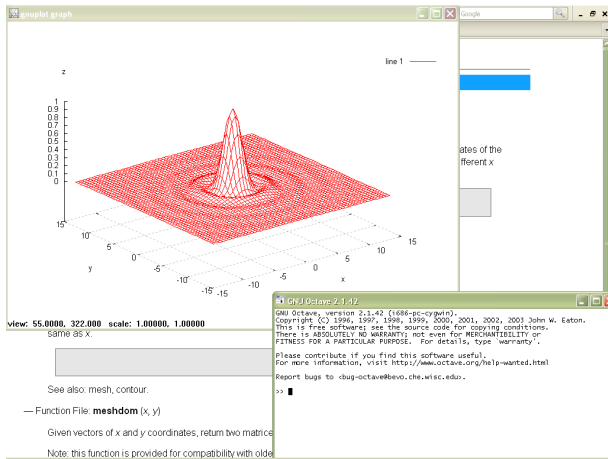 gnuplot graph
Google
line 1
z
1
0.9
0.8
0.7
0.6
0.5
0.4
0.3
0.2
0.1
0
15
10
5
0
-5
-10
-15
y
-15
-10
-5
0
5
10
15
x
view: 55.0000, 322.000 scale: 1.00000, 1.00000
ates of the
fferent x
same as x.
See also: mesh, contour.
— Function File: meshdom (x, y)
Given vectors of x and y coordinates, return two matrice
Note: this function is provided for compatibility with olde
GNU Octave 2.1.42
GNU Octave, version 2.1.42 (i686-pc-cygwin).
Copyright (C) 1996, 1997, 1998, 1999, 2000, 2001, 2002, 2003 John W. Eaton.
This is free software; see the source code for copying conditions.
There is ABSOLUTELY NO WARRANTY; not even for MERCHANTIBILITY or
FITNESS FOR A PARTICULAR PURPOSE. For details, type `warranty'.
Please contribute if you find this software useful.
For more information, visit http://www.octave.org/help-wanted.html
Report bugs to <bug-octave@bevo.che.wisc.edu>.
>>